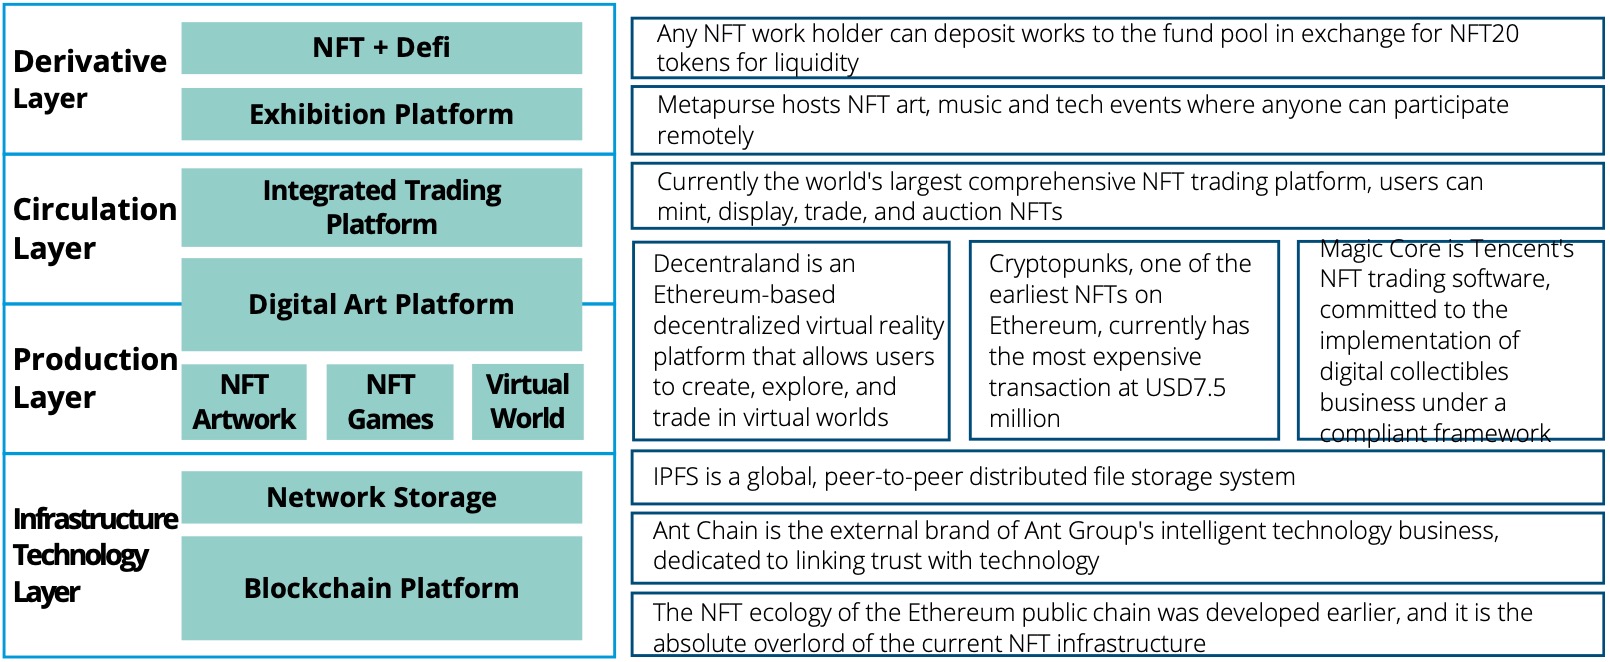 Derivative
Layer
NFT + Defi
Exhibition Platform
Any NFT work holder can deposit works to the fund pool in exchange for NFT20
tokens for liquidity
Metapurse hosts NFT art, music and tech events where anyone can participate
remotely
Circulation
Layer
Integrated Trading
Platform
Digital Art Platform
Currently the world's largest comprehensive NFT trading platform, users can
mint, display, trade, and auction NFTs
Production
Layer
NFT
Artwork
NFT
Games
Virtual
World
Decentraland is an
Ethereum-based
decentralized virtual reality
platform that allows users
to create, explore, and
trade in virtual worlds
Cryptopunks, one of the
earliest NFTs on
Ethereum, currently has
the most expensive
transaction at USD7.5
million
Magic Core is Tencent's
NFT trading software,
committed to the
implementation of
digital collectibles
business under a
compliant framework
Infrastructure
Technology
Layer
Network Storage
Blockchain Platform
IPFS is a global, peer-to-peer distributed file storage system
Ant Chain is the external brand of Ant Group's intelligent technology business,
dedicated to linking trust with technology
The NFT ecology of the Ethereum public chain was developed earlier, and it is the
absolute overlord of the current NFT infrastructure